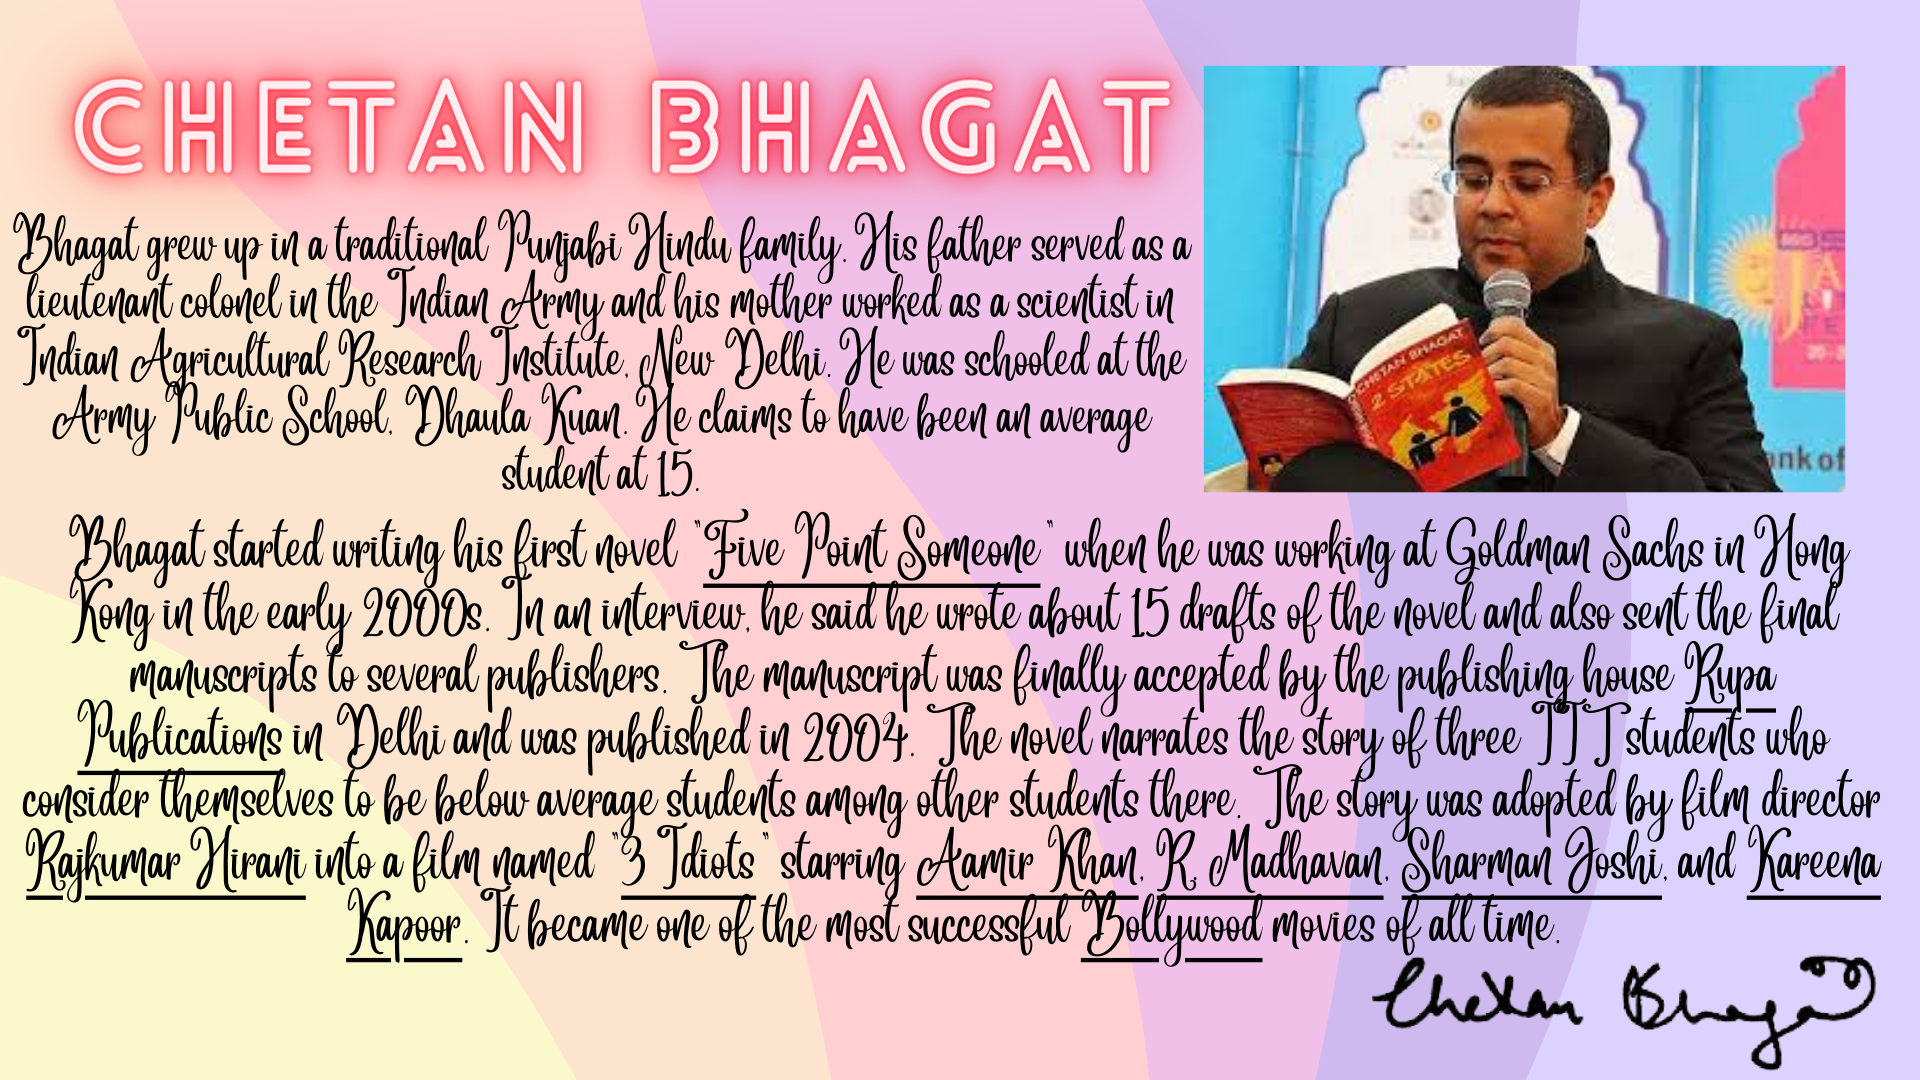 CHETAN BHAGAT
Bhagat grew up in a traditional Punjabi Hindu family. His father served as a
lieutenant colonel in the Indian Army and his mother worked as a scientist in
Indian Agricultural Research Institute, New Delhi. He was schooled at the
Army Public School, Dhaula Kuan. He claims to have been an average
student at 15.
CHETAN BHAGAT
2 STATES
JA
nk of
Bhagat started writing his first novel "Five Point Someone" when he was working at Goldman Sachs in Hong
Kong in the early 2000s. In an interview, he said he wrote about 15 drafts of the novel and also sent the final
manuscripts to several publishers. The manuscript was finally accepted by the publishing house Rupa
Publications in Delhi and was published in 2004. The novel narrates the story of three IIT students who
consider themselves to be below average students among other students there. The story was adopted by film director
Rajkumar Hirani into a film named "3 Idiots" starring Aamir Khan, R. Madhavan, Sharman Joshi, and Kareena
Kapoor. It became one of the most successful Bollywood movies of all time.
Chetan Bhagat